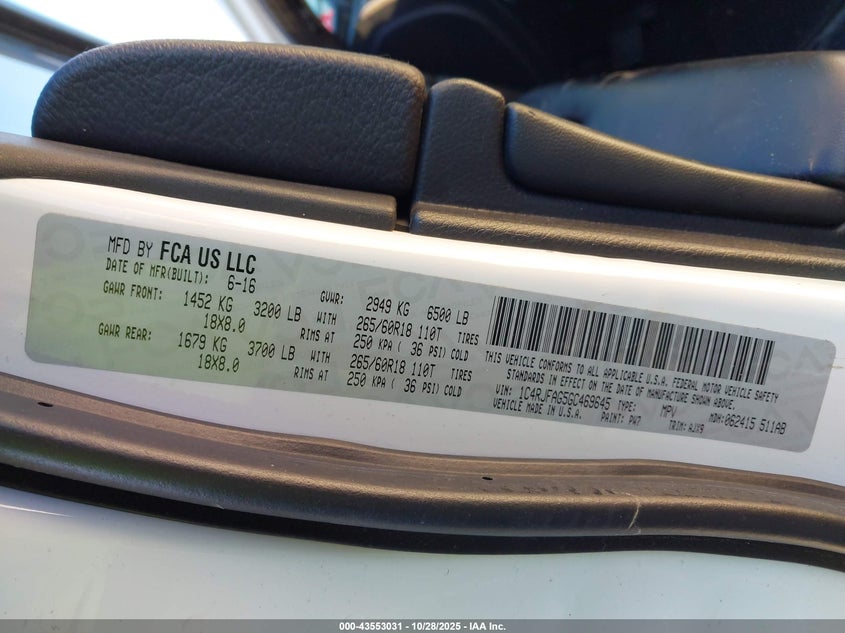 MFD BY FCA US LLC
DATE OF MFR(BUILT): 6-16
GAWR FRONT: 1452 KG 3200 LB
18X8.0
GAWR REAR: 1679 KG 3700 LB
18X8.0
GVWR: 2949 KG 6500 LB
WITH 265/60R18 110T TIRES
RIMS AT 250 KPA ( 36 PSI) COLD
WITH 265/60R18 110T TIRES
RIMS AT 250 KPA ( 36 PSI) COLD
THIS VEHICLE CONFORMS TO ALL APPLICABLE U.S.A. FEDERAL MOTOR VEHICLE SAFETY
STANDARDS IN EFFECT ON THE DATE OF MANUFACTURE SHOWN ABOVE.
VIN: 1C4RJFAG5GC469645 TYPE: MPV MDH:062415 511AB
VEHICLE MADE IN U.S.A. PAINT: PW7 TRIM:
000-43553031 | 10/28/2025 - IAA Inc.